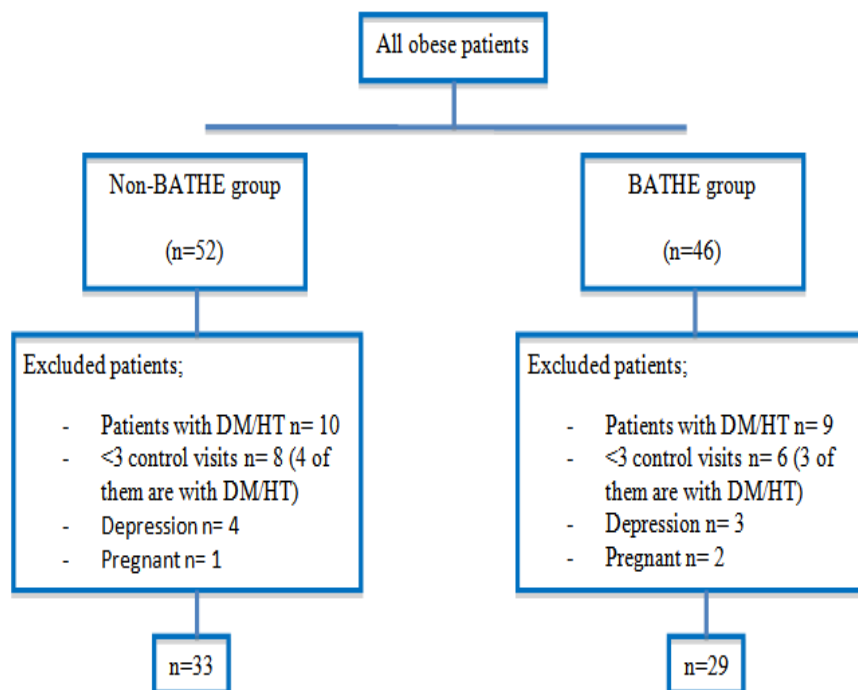 All obese patients
Non-BATHE group
(n=52)
Excluded patients;
- Patients with DM/HT n= 10
- <3 control visits n= 8 (4 of
them are with DM/HT)
- Depression n= 4
- Pregnant n= 1
n=33
BATHE group
(n=46)
Excluded patients;
- Patients with DM/HT n= 9
- <3 control visits n= 6 (3 of
them are with DM/HT)
- Depression n= 3
- Pregnant n= 2
n=29